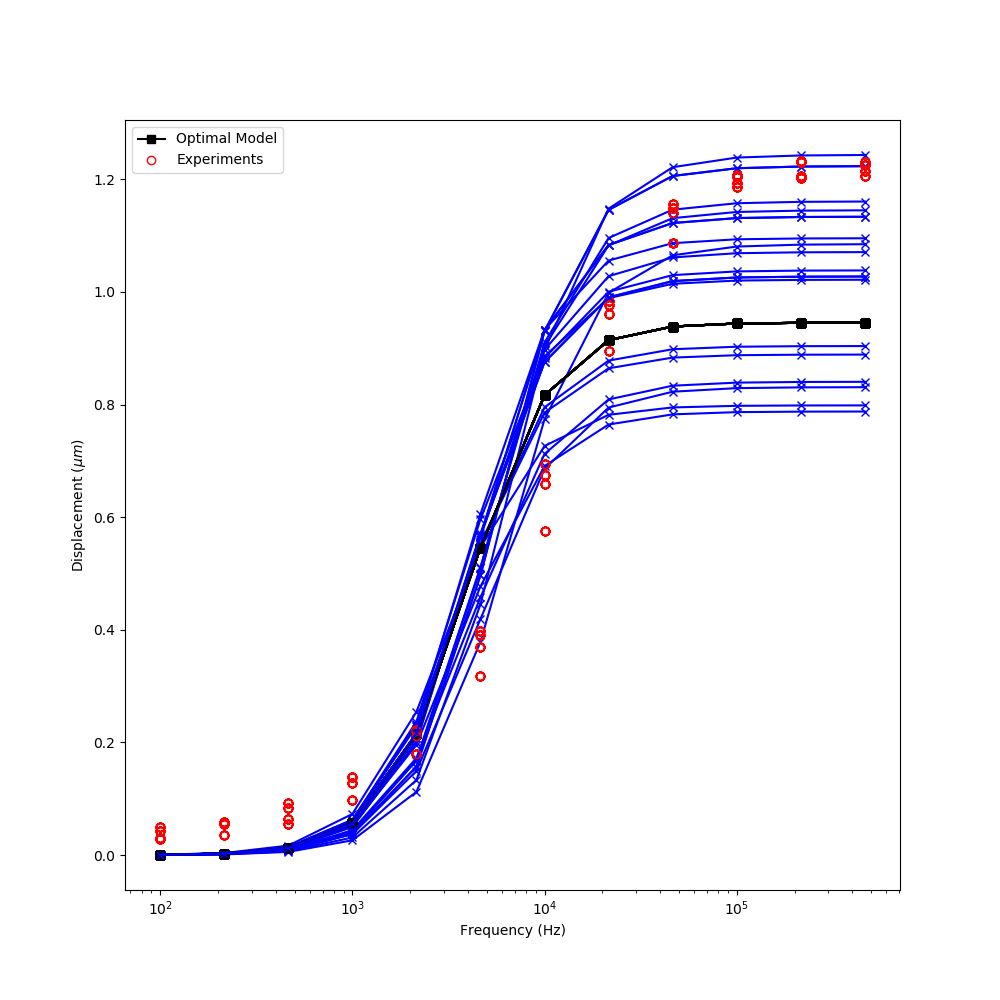 Optimal Model
Experiments
1.2
1.0
0.8
0.6
0.4
0.2
0.0
Displacement (μm)
10² 10³ 10⁴ 10⁵
Frequency (Hz)